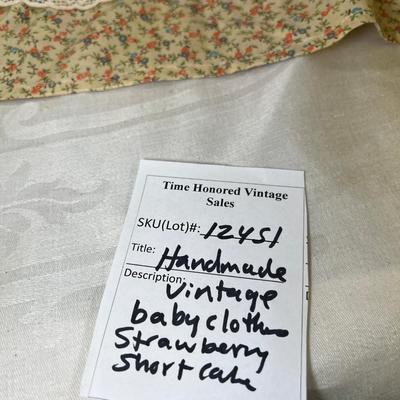 Time Honored Vintage
Sales
SKU(Lot)#: 12451
Title: Handmade
Description:
Vintage
baby clothes
Strawberry
Short cake